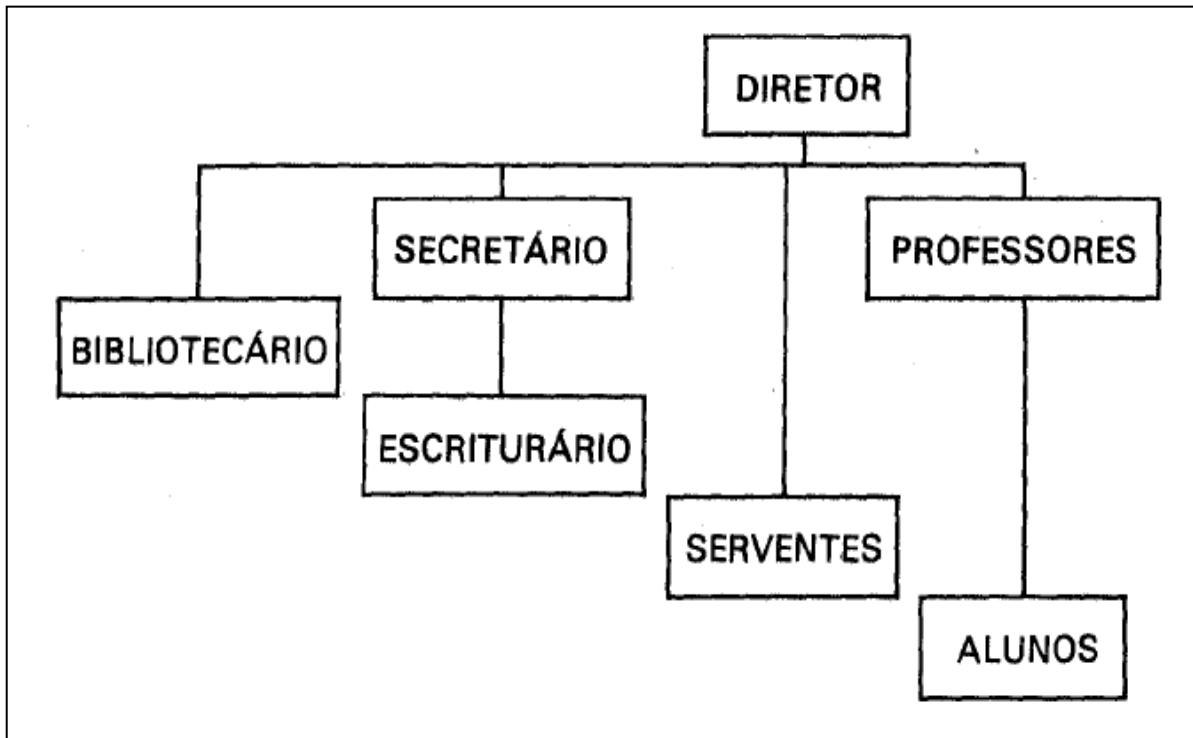 DIRETOR
SECRETÁRIO
PROFESSORES
BIBLIOTECÁRIO
ESCRITURÁRIO
SERVENTES
ALUNOS